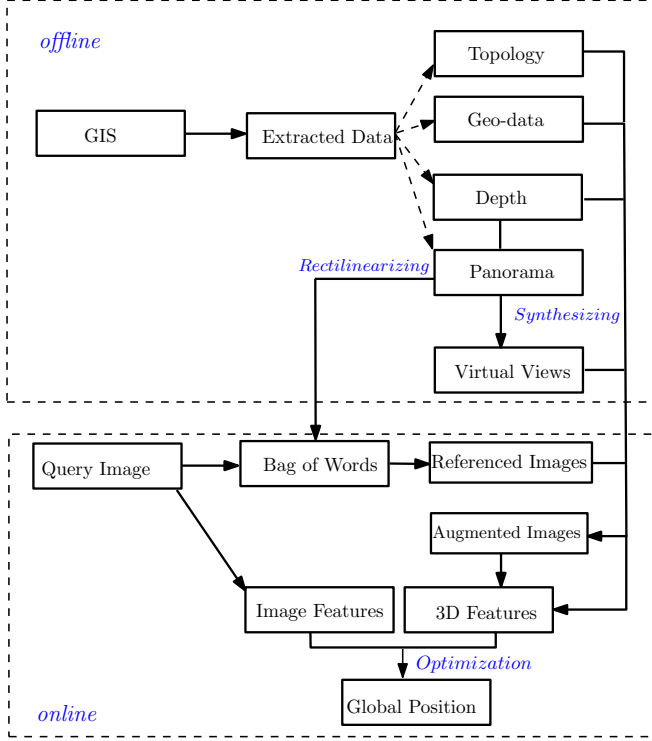 offline
Topology
GIS
Extracted Data
Geo-data
Depth
Rectilinearizing
Panorama
Synthesizing
Virtual Views
Query Image
Bag of Words
Referenced Images
Augmented Images
Image Features
3D Features
Optimization
Global Position
online